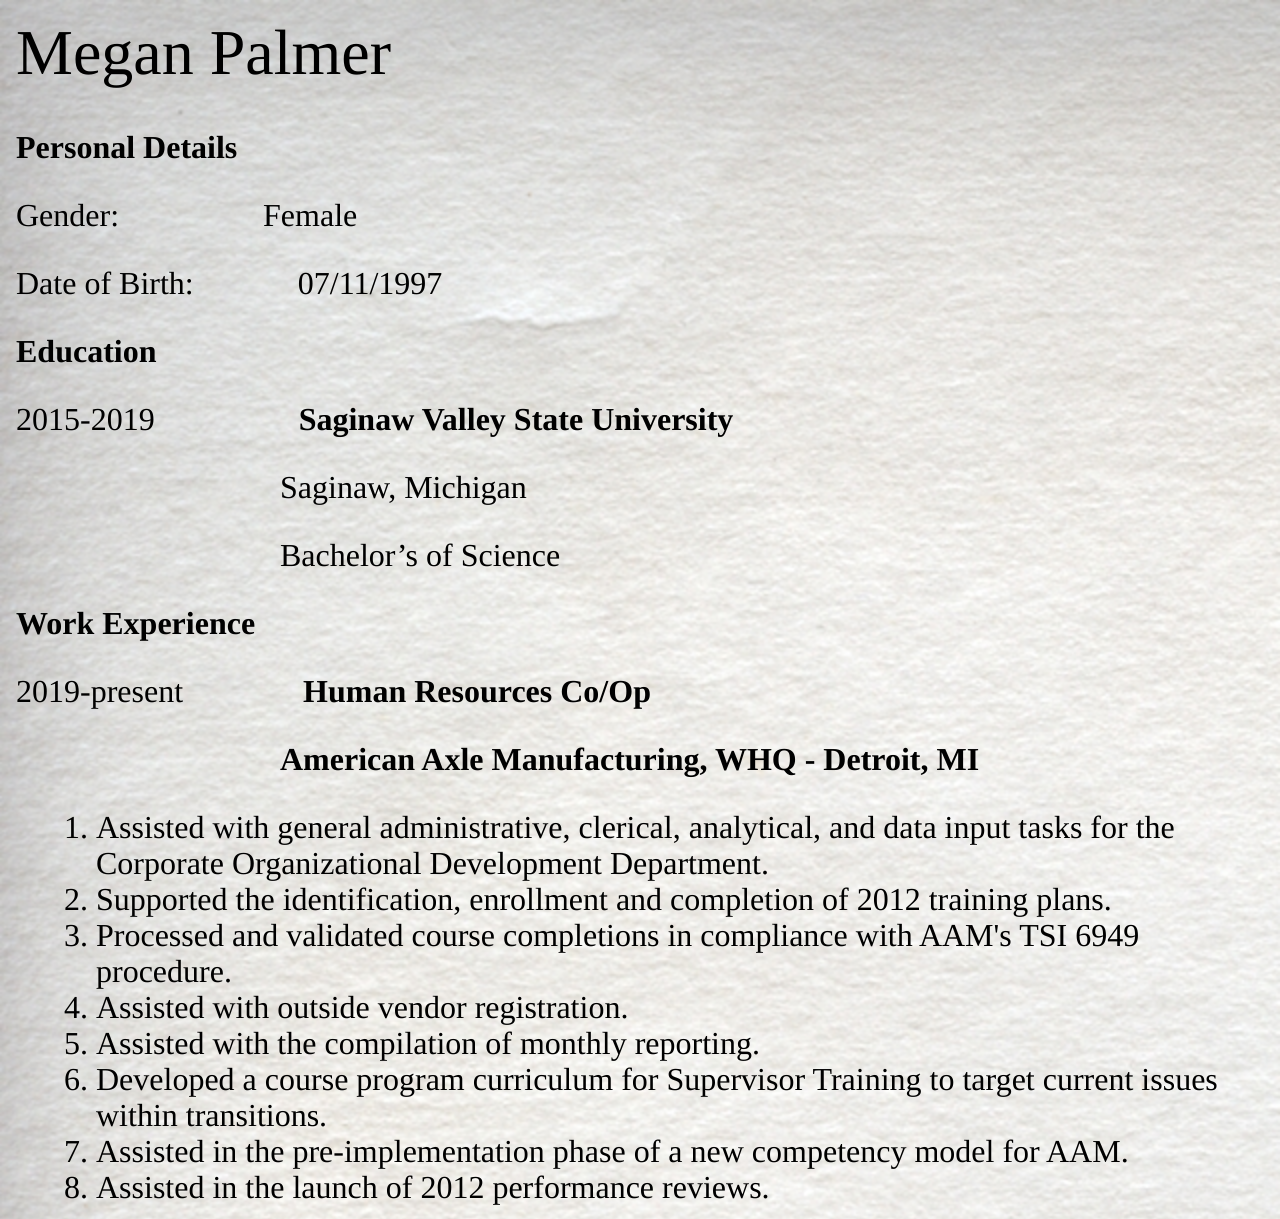 Megan Palmer
Personal Details
Gender: Female
Date of Birth: 07/11/1997
Education
2015-2019 Saginaw Valley State University
Saginaw, Michigan
Bachelor’s of Science
Work Experience
2019-present Human Resources Co/Op
American Axle Manufacturing, WHQ - Detroit, MI
1. Assisted with general administrative, clerical, analytical, and data input tasks for the
Corporate Organizational Development Department.
2. Supported the identification, enrollment and completion of 2012 training plans.
3. Processed and validated course completions in compliance with AAM's TSI 6949
procedure.
4. Assisted with outside vendor registration.
5. Assisted with the compilation of monthly reporting.
6. Developed a course program curriculum for Supervisor Training to target current issues
within transitions.
7. Assisted in the pre-implementation phase of a new competency model for AAM.
8. Assisted in the launch of 2012 performance reviews.